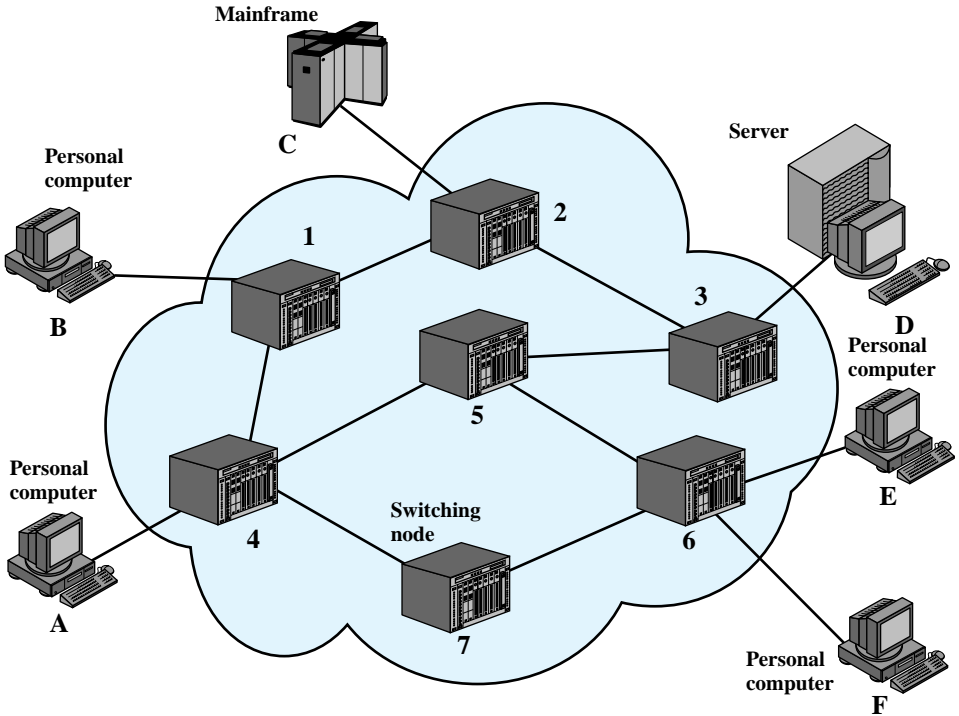 Mainframe
C
Server
Personal
computer
2
1
B
3
D
Personal
computer
5
Personal
computer
E
Switching
node
4
6
A
7
Personal
computer
F